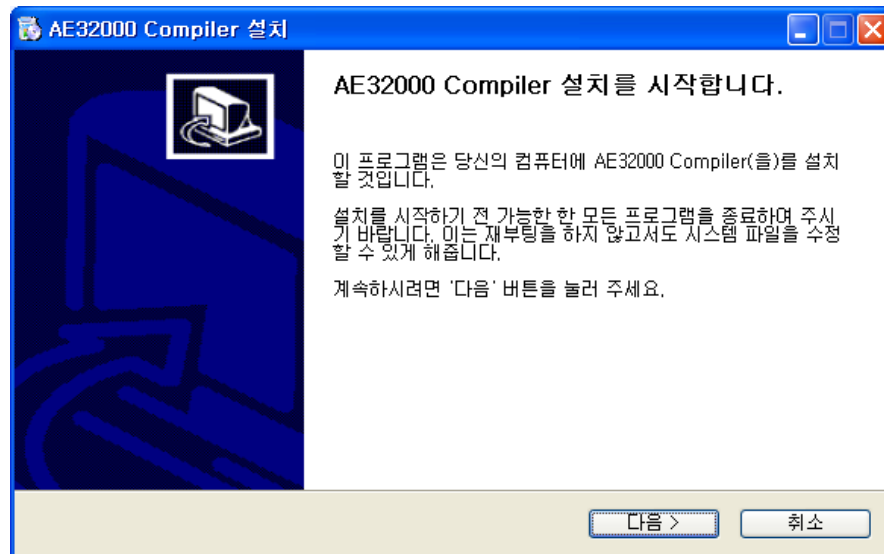 AE32000 Compiler 설치
AE32000 Compiler 설치를 시작합니다.
이 프로그램은 당신의 컴퓨터에 AE32000 Compiler(을)를 설치
할 것입니다.
설치를 시작하기 전 가능한 한 모든 프로그램을 종료하여 주시
기 바랍니다. 이는 재부팅을 하지 않고서도 시스템 파일을 수정
할 수 있게 해줍니다.
계속하시려면 '다음' 버튼을 눌러 주세요.
다음 >
취소